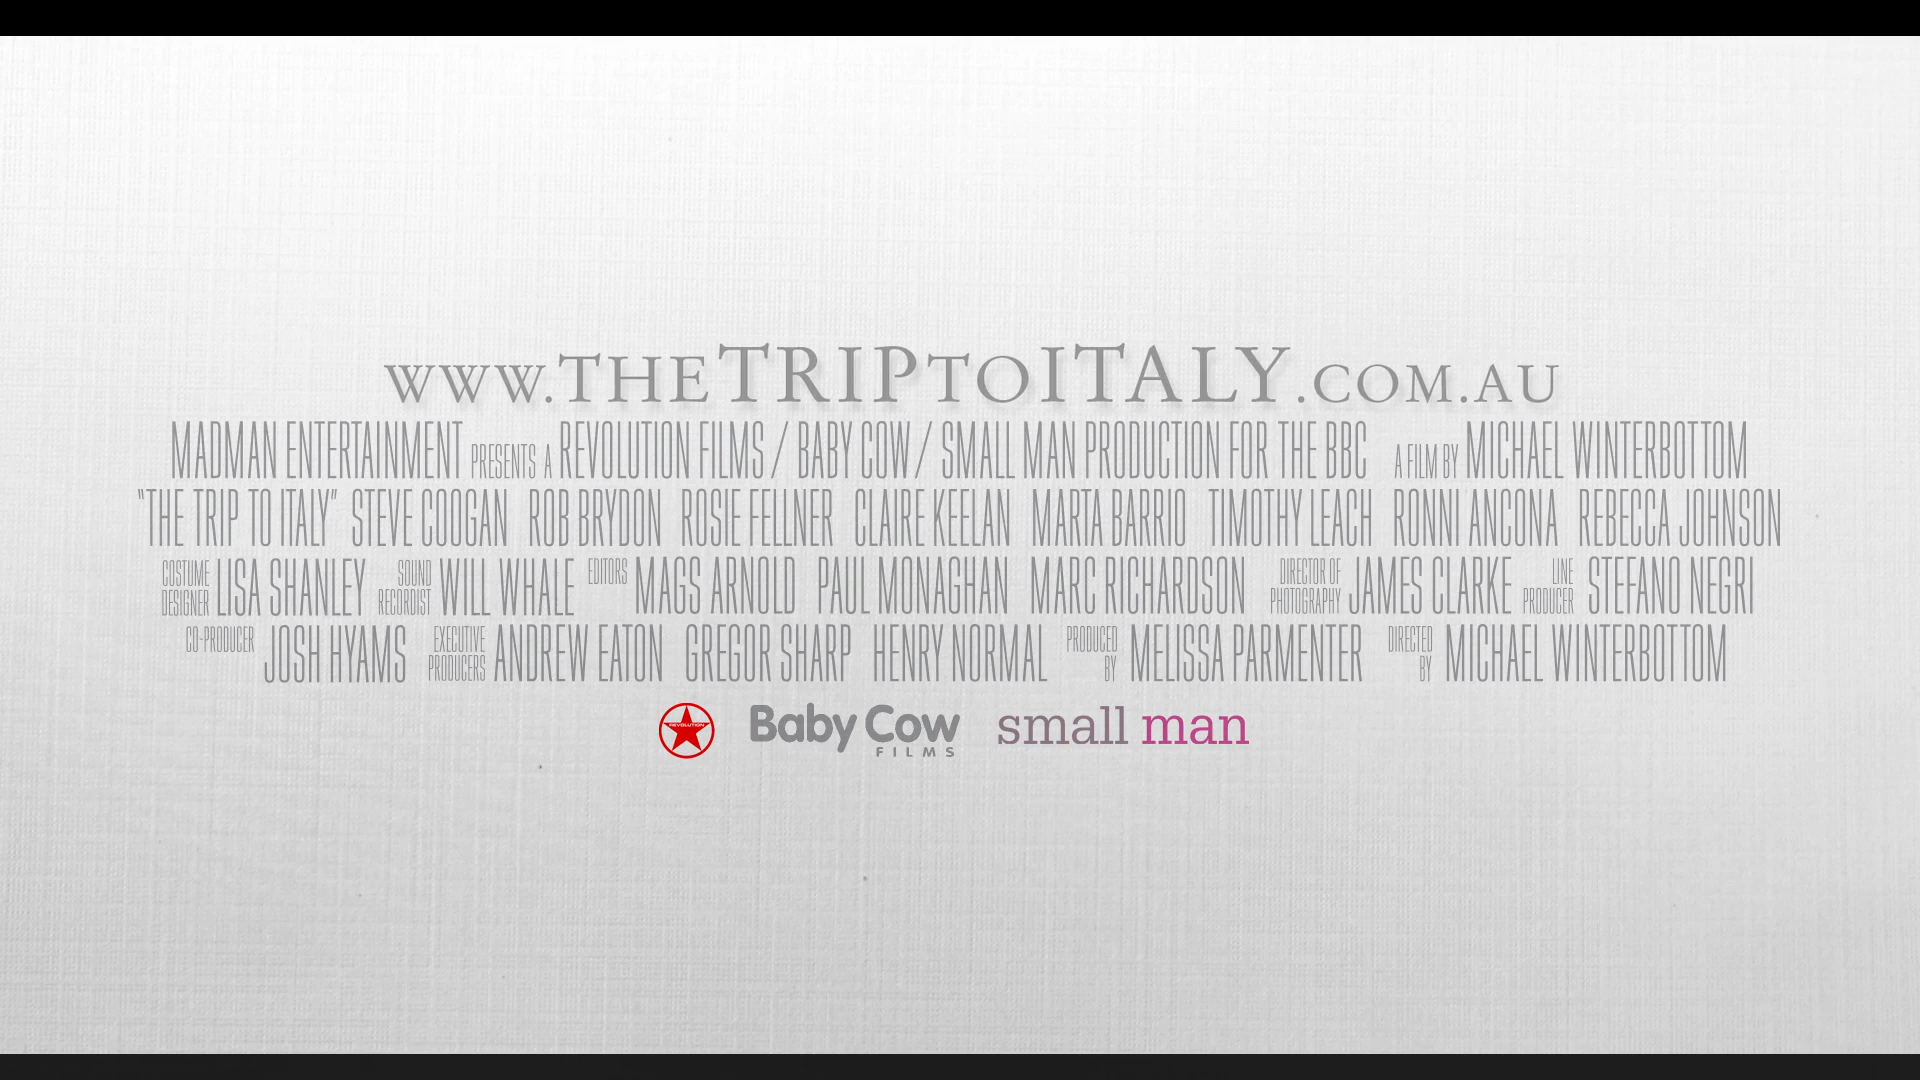 www.THETRIPTOITALY.COM.AU
MADMAN ENTERTAINMENT PRESENTS A REVOLUTION FILMS / BABY COW / SMALL MAN PRODUCTION FOR THE BBC A FILM BY MICHAEL WINTERBOTTOM
"THE TRIP TO ITALY" STEVE COOGAN ROB BRYDON ROSIE FELLNER CLAIRE KEELAN MARTA BARRIO TIMOTHY LEACH RONNI ANCONA REBECCA JOHNSON
COSTUME DESIGNER LISA SHANLEY SOUND RECORDIST WILL WHALE EDITORS MAGS ARNOLD PAUL MONAGHAN MARC RICHARDSON DIRECTOR OF PHOTOGRAPHY JAMES CLARKE LINE PRODUCER STEFANO NEGRI
CO-PRODUCER JOSH HYAMS EXECUTIVE PRODUCERS ANDREW EATON GREGOR SHARP HENRY NORMAL PRODUCED BY MELISSA PARMENTER DIRECTED BY MICHAEL WINTERBOTTOM
REVOLUTION Baby Cow FILMS small man